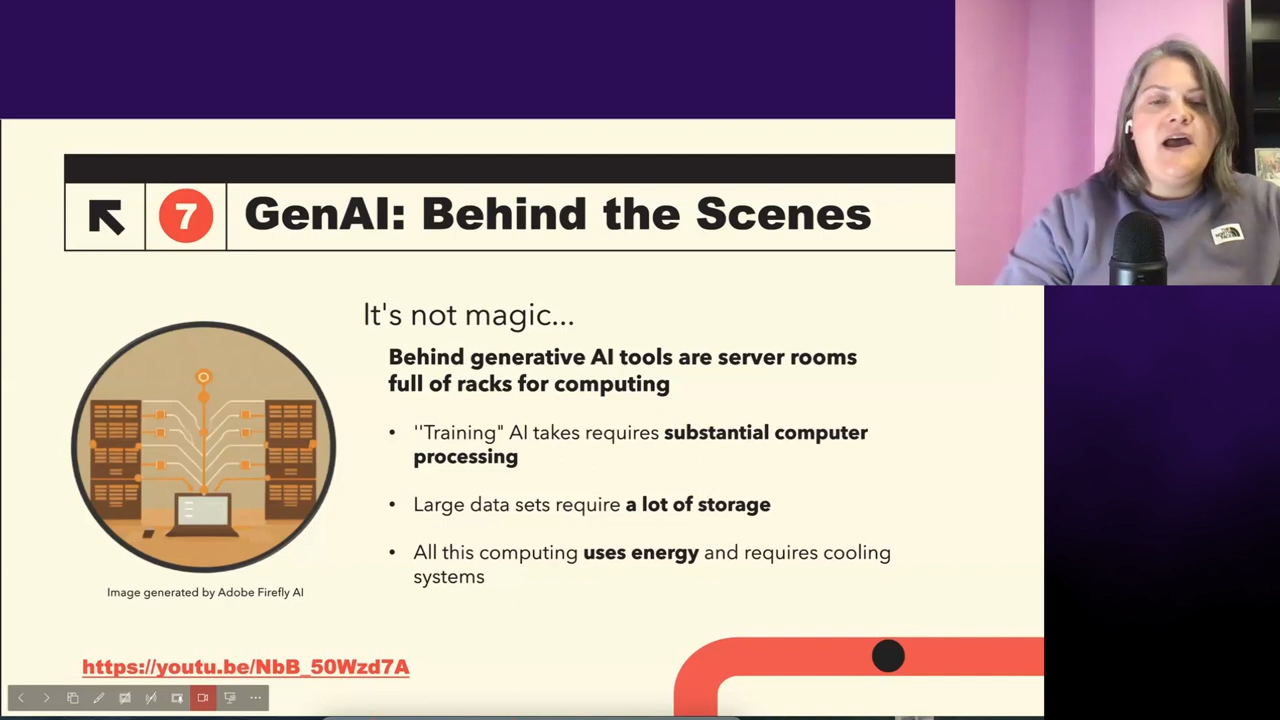 7
GenAI: Behind the Scenes
It's not magic...
Behind generative AI tools are server rooms
full of racks for computing
• ''Training" AI takes requires substantial computer
processing
• Large data sets require a lot of storage
• All this computing uses energy and requires cooling
systems
Image generated by Adobe Firefly AI
https://youtu.be/NbB_50Wzd7A